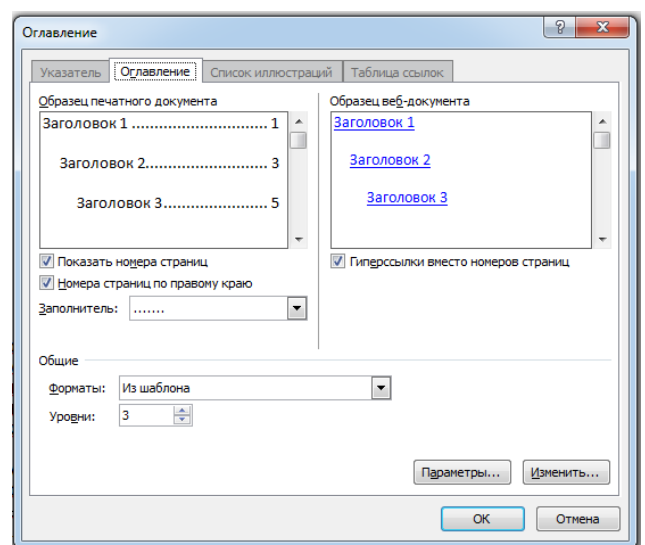 Оглавление
Указатель Оглавление Список иллюстраций Таблица ссылок
Образец печатного документа
Заголовок 1 ............................. 1
Заголовок 2.......................... 3
Заголовок 3....................... 5
Образец веб-документа
Заголовок 1
Заголовок 2
Заголовок 3
Показать номера страниц
Номера страниц по правому краю
Заполнитель: .......
Гиперссылки вместо номеров страниц
Общие
Форматы: Из шаблона
Уровни: 3
Параметры... Изменить...
ОК Отмена